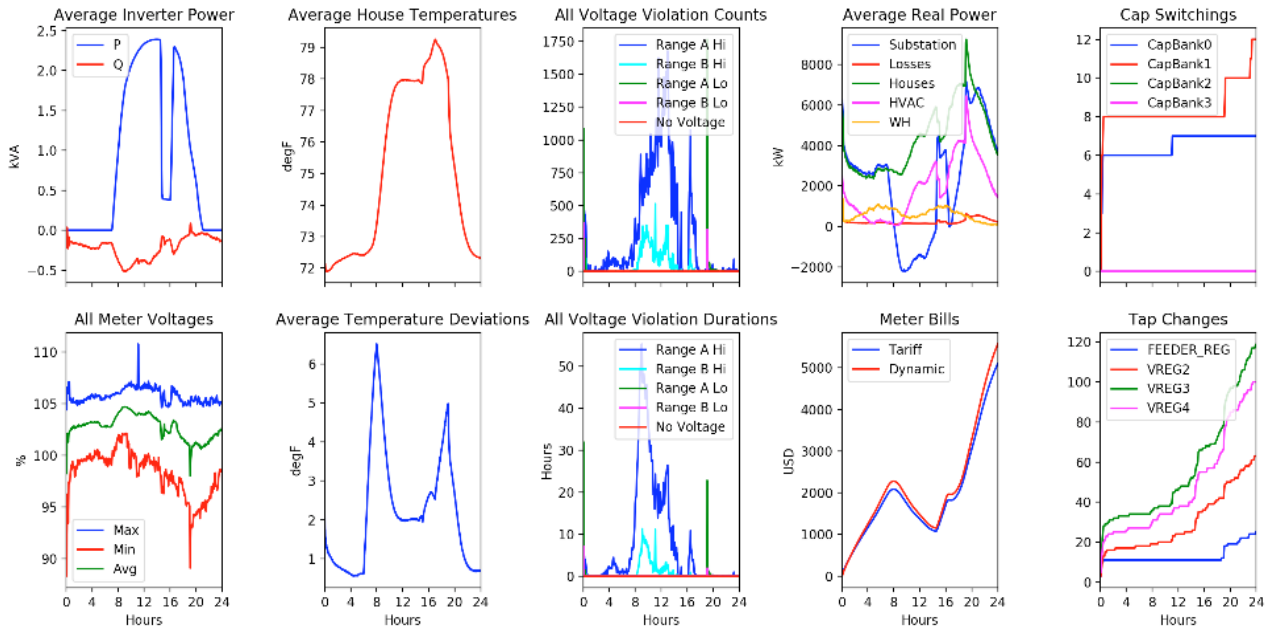 Average Inverter Power
2.5
2.0
1.5
1.0
0.5
0.0
−0.5
kVA
P
Q
Average House Temperatures
79
78
77
76
75
74
73
72
degF
All Voltage Violation Counts
1750
1500
1250
1000
750
500
250
0
Range A Hi
Range B Hi
Range A Lo
Range B Lo
No Voltage
Average Real Power
8000
6000
4000
2000
0
−2000
kW
Substation
Losses
Houses
HVAC
WH
Cap Switchings
12
10
8
6
4
2
0
CapBank0
CapBank1
CapBank2
CapBank3
All Meter Voltages
110
105
100
95
90
%
Max
Min
Avg
0 4 8 12 16 20 24
Hours
Average Temperature Deviations
6
5
4
3
2
1
degF
0 4 8 12 16 20 24
Hours
All Voltage Violation Durations
50
40
30
20
10
0
Hours
Range A Hi
Range B Hi
Range A Lo
Range B Lo
No Voltage
0 4 8 12 16 20 24
Hours
Meter Bills
5000
4000
3000
2000
1000
0
USD
Tariff
Dynamic
0 4 8 12 16 20 24
Hours
Tap Changes
120
100
80
60
40
20
0
FEEDER_REG
VREG2
VREG3
VREG4
0 4 8 12 16 20 24
Hours